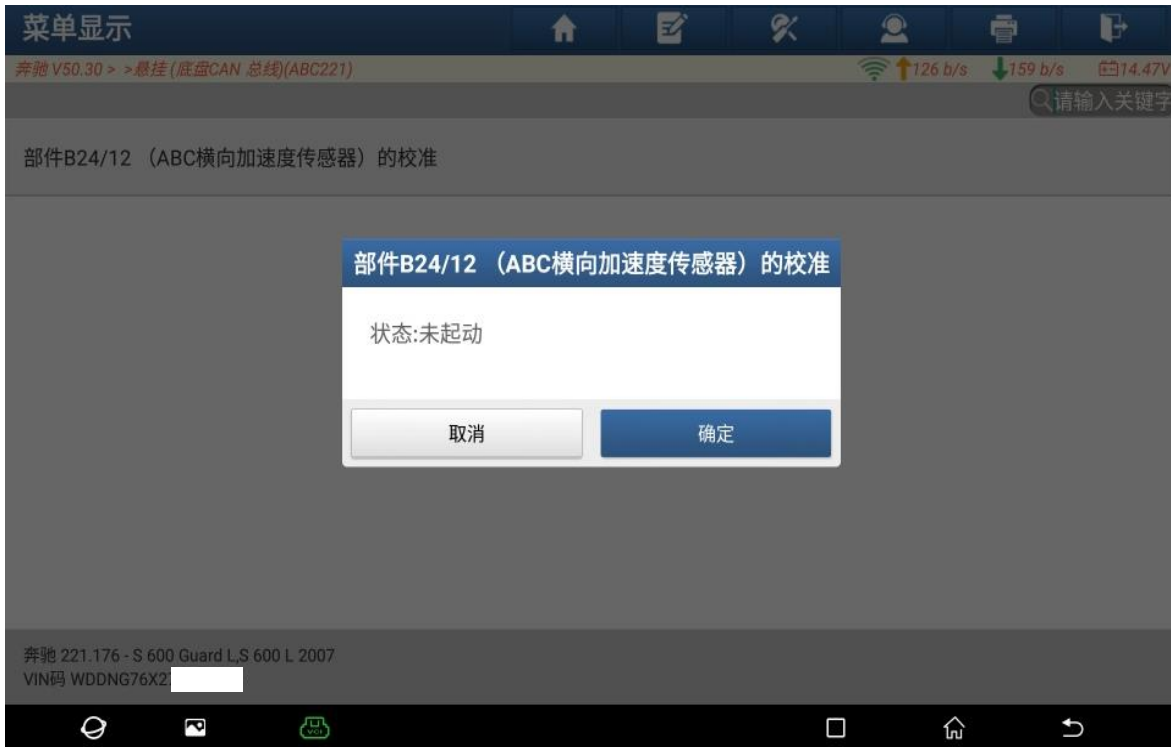 菜单显示
奔驰 V50.30 > >悬挂 (底盘CAN 总线)(ABC221) 126 b/s 159 b/s 14.47V
请输入关键字
部件B24/12 （ABC横向加速度传感器）的校准
部件B24/12 （ABC横向加速度传感器）的校准
状态:未起动
取消 确定
奔驰 221.176 - S 600 Guard L,S 600 L 2007
VIN码 WDDNG76X2
VCI